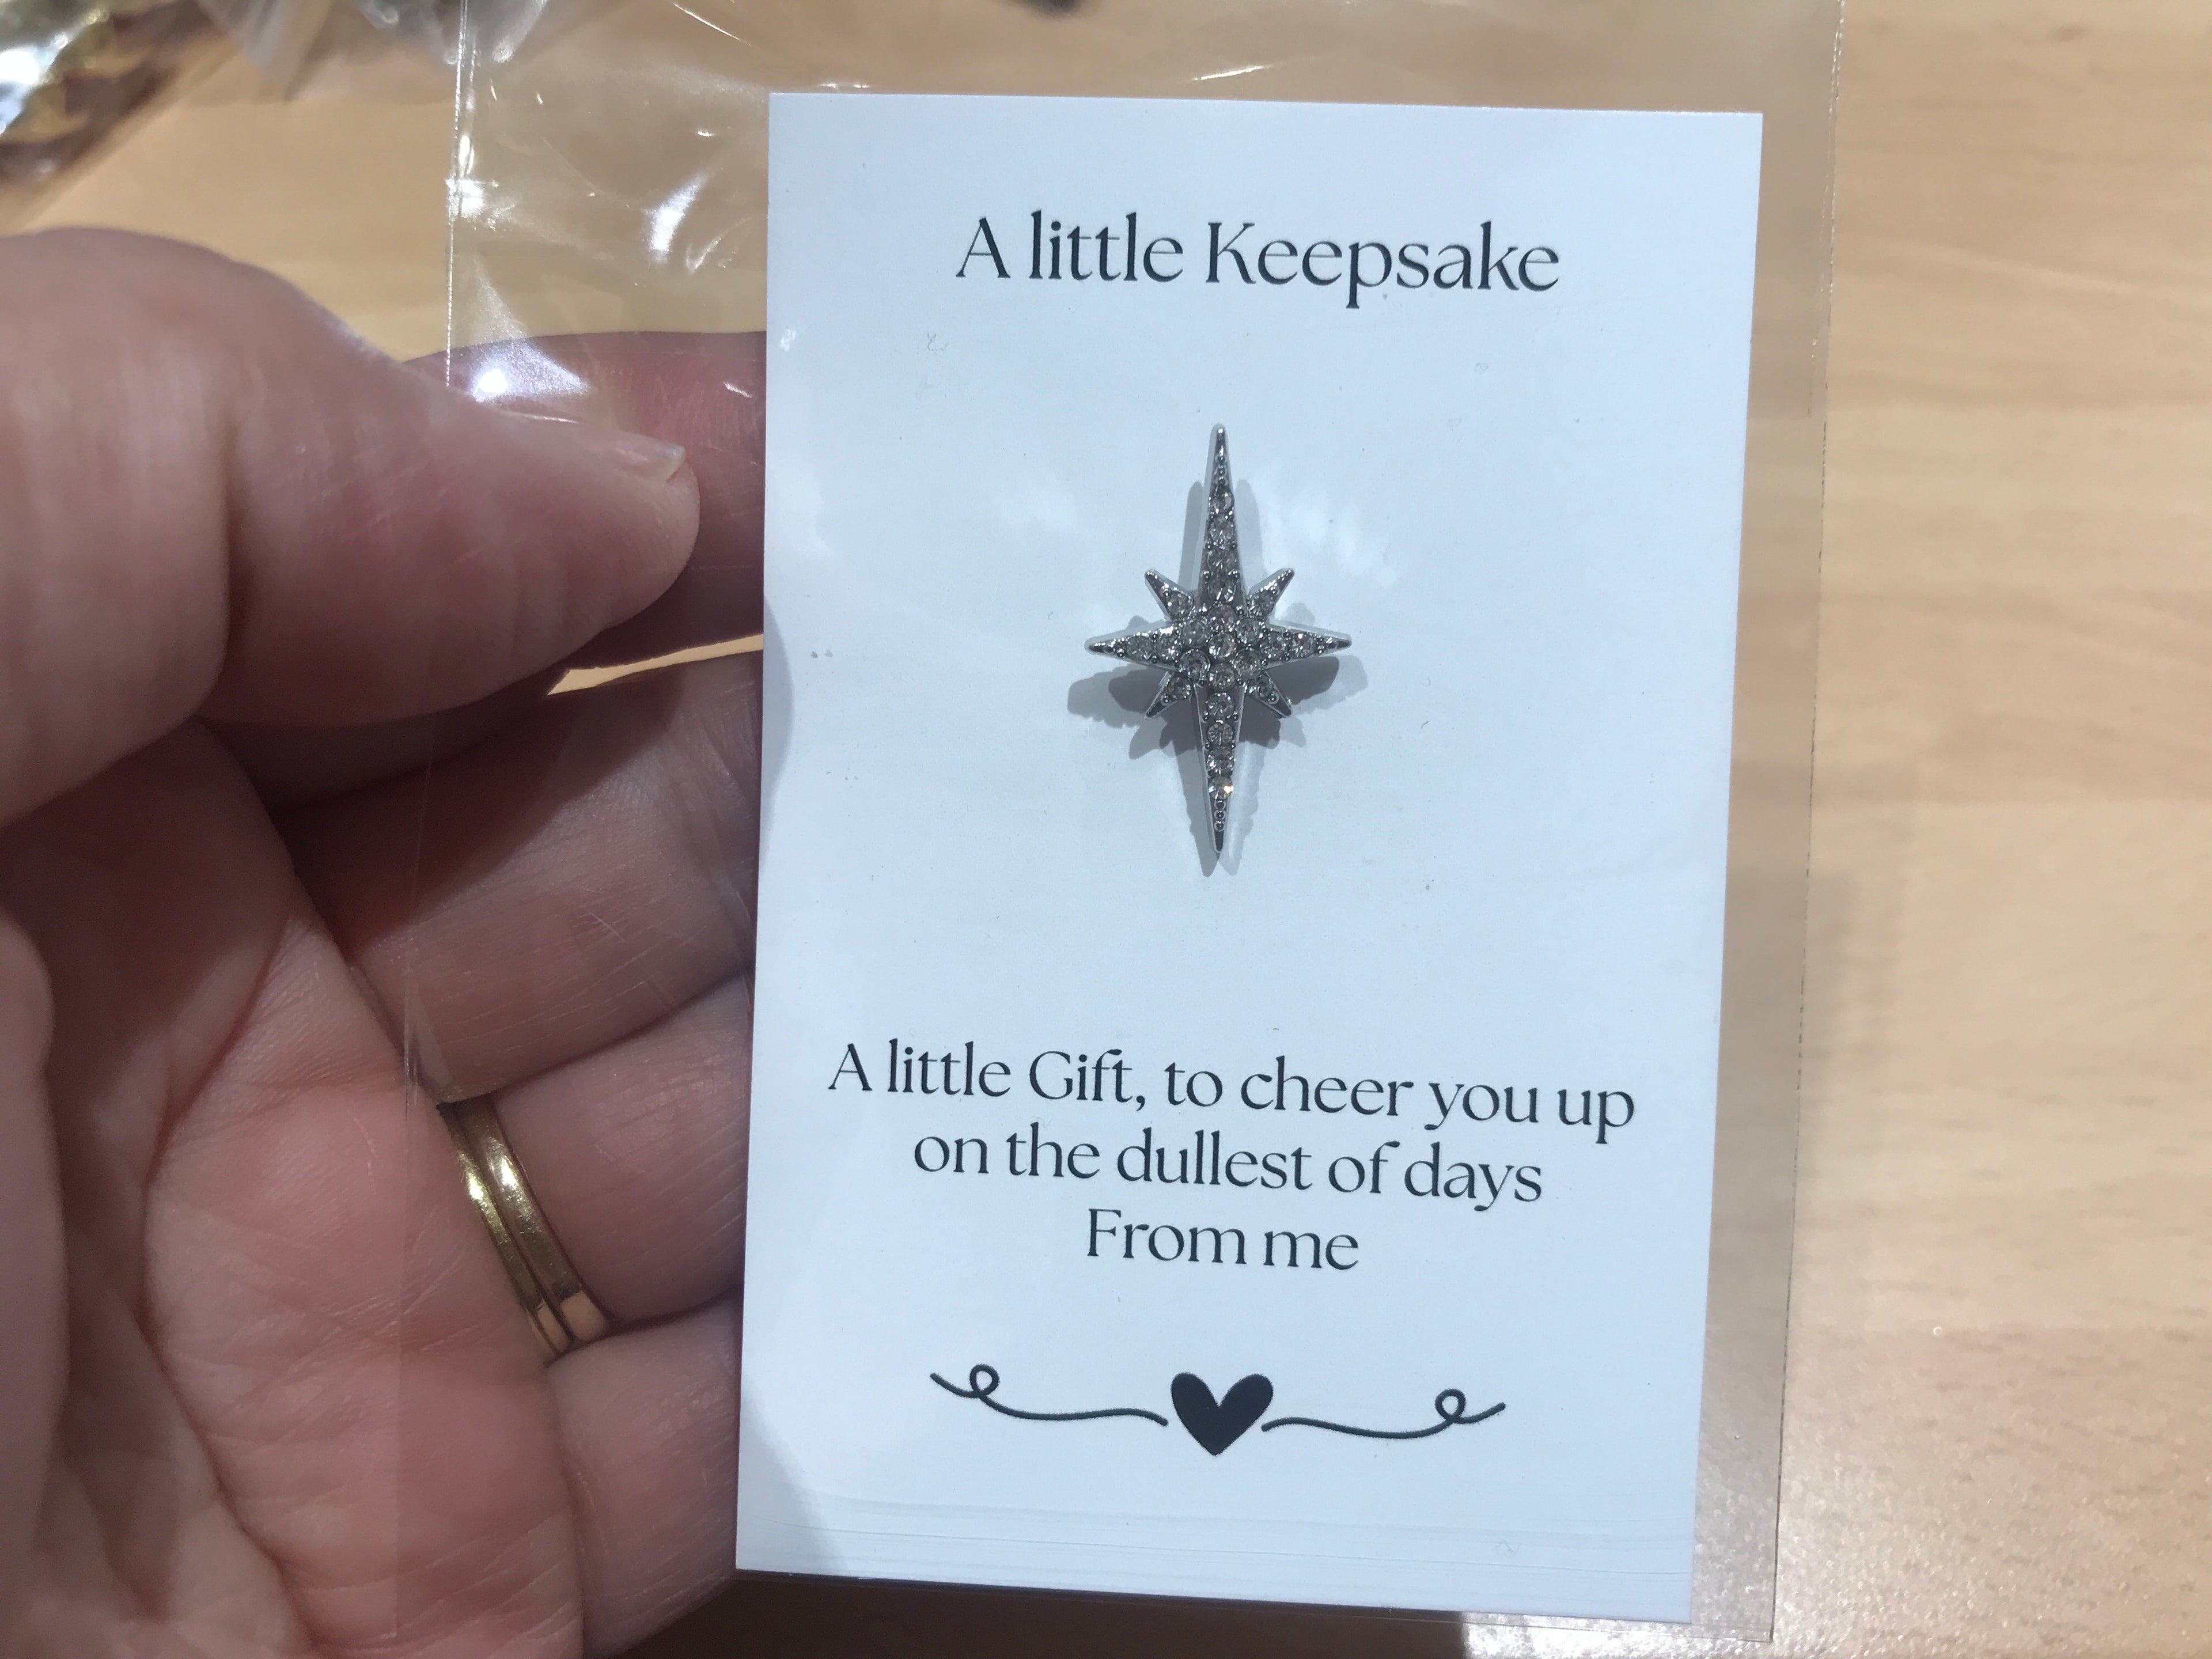 A little Keepsake
A little Gift, to cheer you up
on the dullest of days
From me